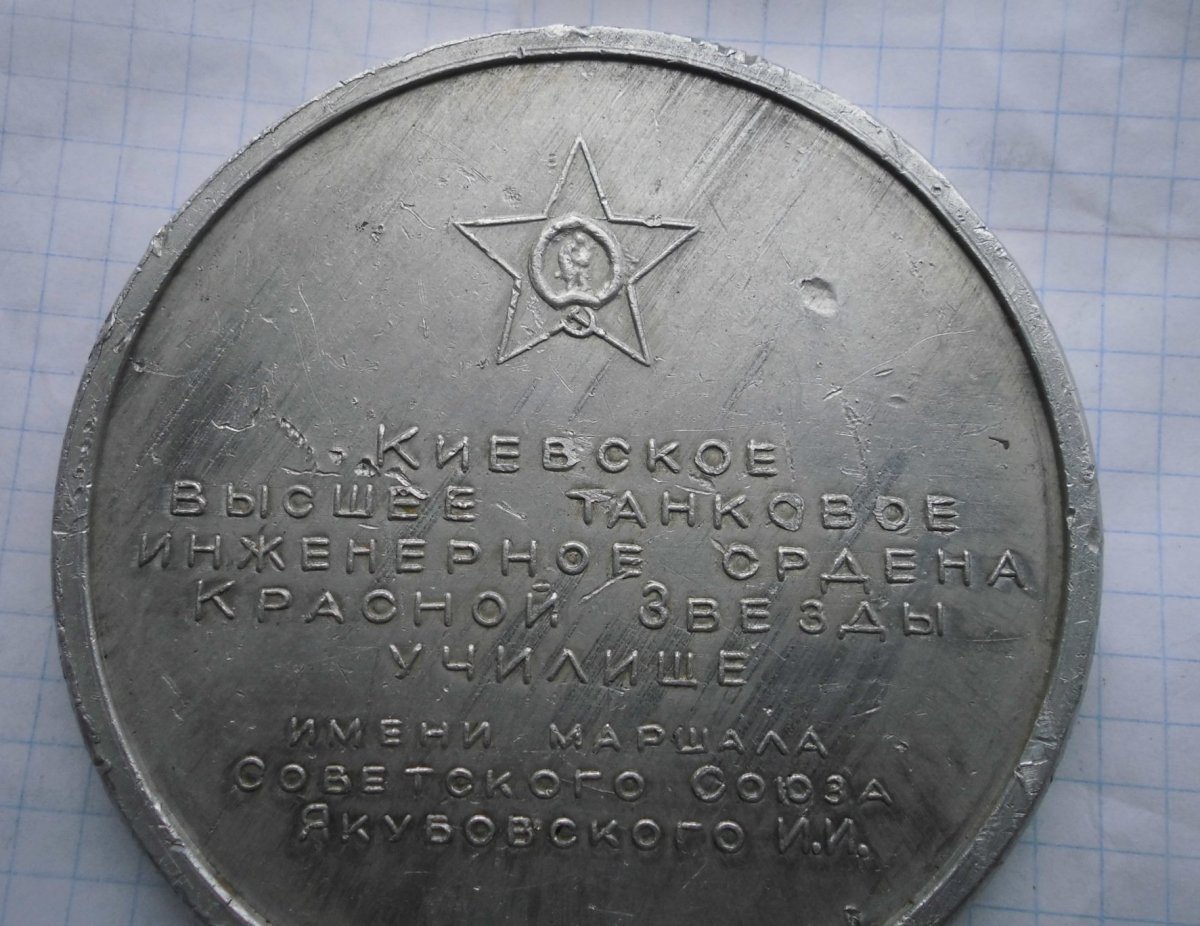 Киевское
высшее танковое
инженерное ордена
Красной Звезды
училище
имени маршала
Советского Союза
Якубовского И.И.